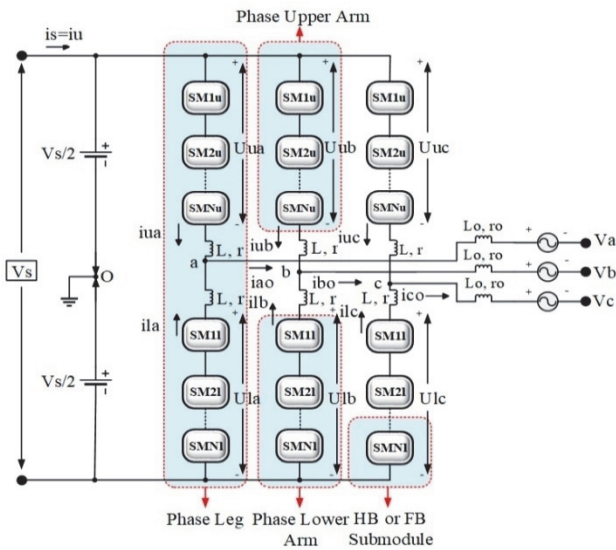 Phase Upper Arm
is=iu
+ + +
SM1u SM1u SM1u
Vs/2 + -
SM2u Uua SM2u Uub SM2u Uuc
SMNu SMNu SMNu
- - -
iua L, r iub L, r iuc L, r
Lo, ro + - Va
a
Vs O
iao b
Lo, ro + - Vb
ibo c
ico Lo, ro + - Vc
L, r ilb L, r ilc L, r
ila + + +
SM1l SM1l SM1l
Vs/2 + -
SM2l Ula SM2l Ulb SM2l Ulc
SMNl SMNl SMNl
- - -
Phase Leg
Phase Lower
Arm
HB or FB
Submodule